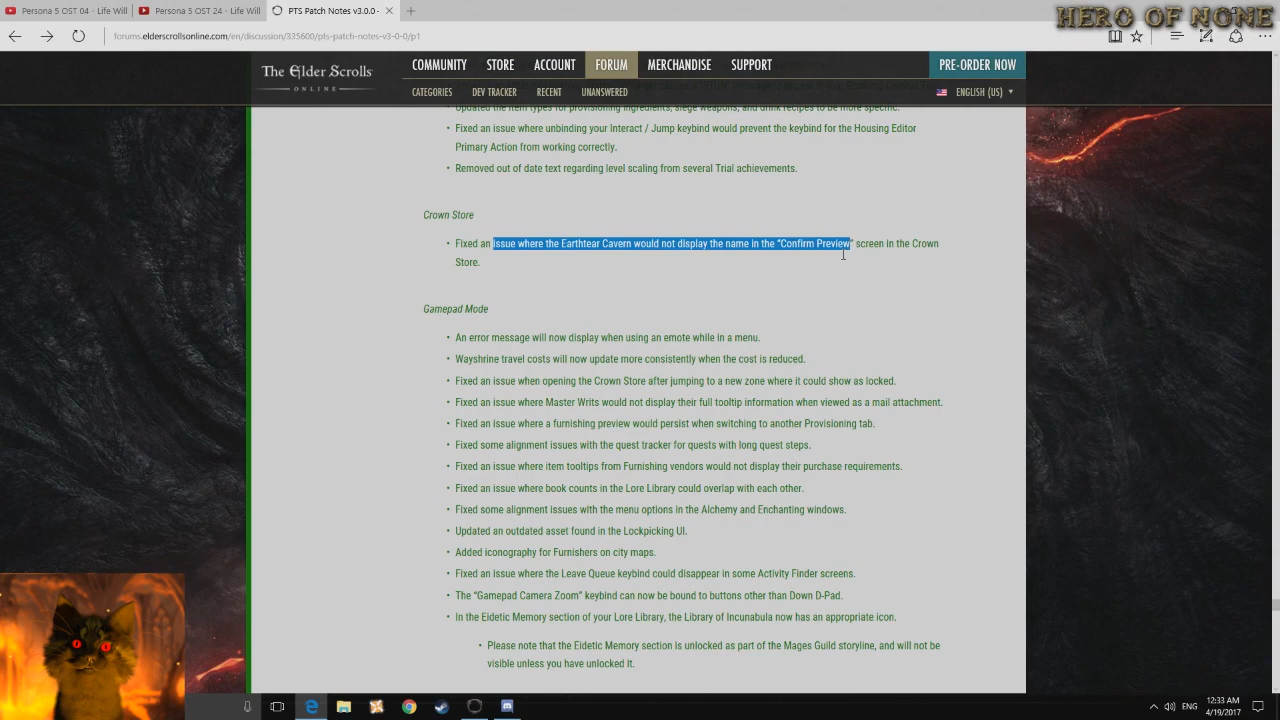 Persona 5 OST 04 - Life Will
Persona 5 OST 24 - Life Will
PTS Patch Notes v3.0.0 -
HERO OF NONE
forums.elderscrollsonline.com/en/discussion/335600/pts-patch-notes-v3-0-0/p1
The Elder Scrolls
ONLINE
COMMUNITY STORE ACCOUNT FORUM MERCHANDISE SUPPORT PRE-ORDER NOW
CATEGORIES DEV TRACKER RECENT UNANSWERED ENGLISH (US)
Updated the item types for provisioning ingredients, siege weapons, and drink recipes to be more specific.
Fixed an issue where unbinding your Interact / Jump keybind would prevent the keybind for the Housing Editor
Primary Action from working correctly.
Removed out of date text regarding level scaling from several Trial achievements.
Crown Store
Fixed an issue where the Earthtear Cavern would not display the name in the “Confirm Preview” screen in the Crown
Store.
Gamepad Mode
An error message will now display when using an emote while in a menu.
Wayshrine travel costs will now update more consistently when the cost is reduced.
Fixed an issue when opening the Crown Store after jumping to a new zone where it could show as locked.
Fixed an issue where Master Writs would not display their full tooltip information when viewed as a mail attachment.
Fixed an issue where a furnishing preview would persist when switching to another Provisioning tab.
Fixed some alignment issues with the quest tracker for quests with long quest steps.
Fixed an issue where item tooltips from Furnishing vendors would not display their purchase requirements.
Fixed an issue where book counts in the Lore Library could overlap with each other.
Fixed some alignment issues with the menu options in the Alchemy and Enchanting windows.
Updated an outdated asset found in the Lockpicking UI.
Added iconography for Furnishers on city maps.
Fixed an issue where the Leave Queue keybind could disappear in some Activity Finder screens.
The “Gamepad Camera Zoom” keybind can now be bound to buttons other than Down D-Pad.
In the Eidetic Memory section of your Lore Library, the Library of Incunabula now has an appropriate icon.
Please note that the Eidetic Memory section is unlocked as part of the Mages Guild storyline, and will not be
visible unless you have unlocked it.
ENG
12:33 AM
4/19/2017